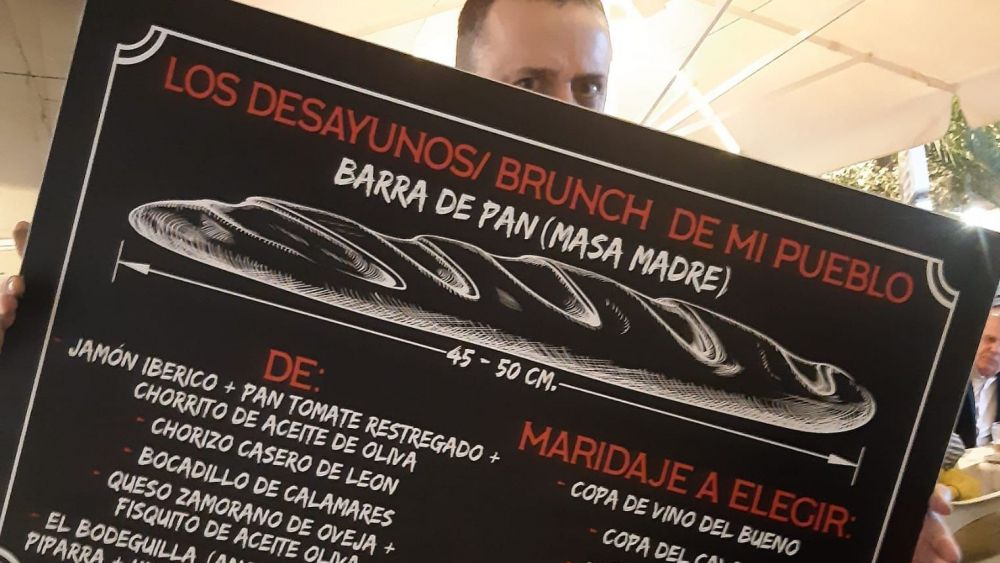 LOS DESAYUNOS/ BRUNCH DE MI PUEBLO
BARRA DE PAN (MASA MADRE)
45 - 50 CM.
DE:
- JAMÓN IBERICO + PAN TOMATE RESTREGADO +
CHORRITO DE ACEITE DE OLIVA
- CHORIZO CASERO DE LEON
- BOCADILLO DE CALAMARES
- QUESO ZAMORANO DE OVEJA +
FISQUITO DE ACEITE OLIVA
- EL BODEGUILLA
PIPARRA +
MARIDAJE A ELEGIR:
- COPA DE VINO DEL BUENO
- COPA DEL